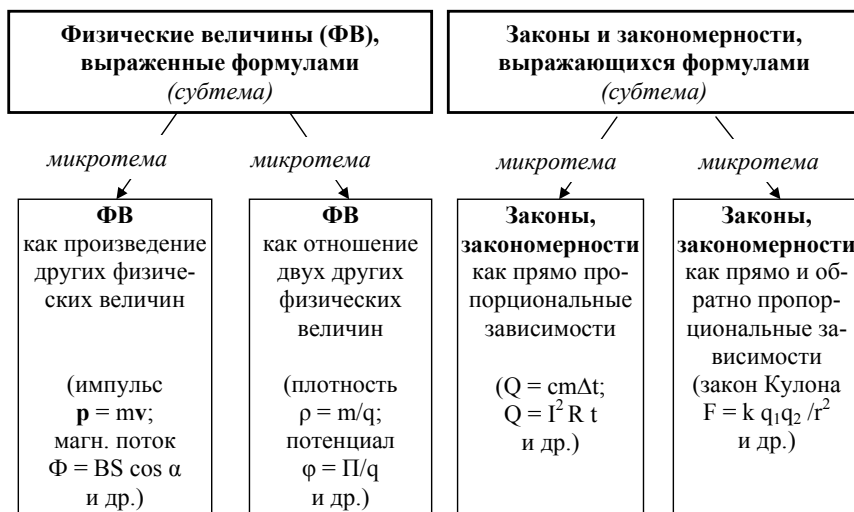 Физические величины (ФВ),
выраженные формулами
(субтема)
Законы и закономерности,
выражающихся формулами
(субтема)
микротема
микротема
микротема
микротема
ФВ
как произведение
других физиче-
ских величин
(импульс
p = mv;
магн. поток
Φ = BS cos α
и др.)
ФВ
как отношение
двух других
физических
величин
(плотность
ρ = m/q;
потенциал
φ = П/q
и др.)
Законы,
закономерности
как прямо про-
порциональные
зависимости
(Q = cmΔt;
Q = I² R t
и др.)
Законы,
закономерности
как прямо и об-
ратно пропор-
циональные за-
висимости
(закон Кулона
F = k q₁q₂ /r²
и др.)